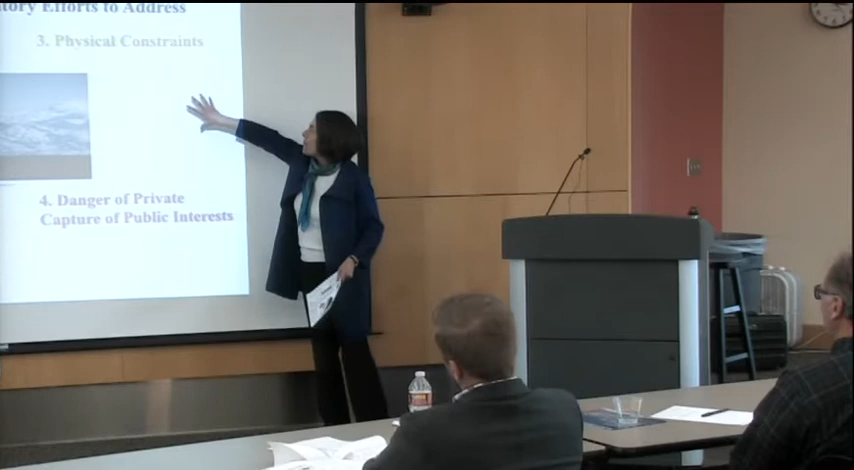 tory Efforts to Address
3. Physical Constraints
4. Danger of Private
Capture of Public Interests